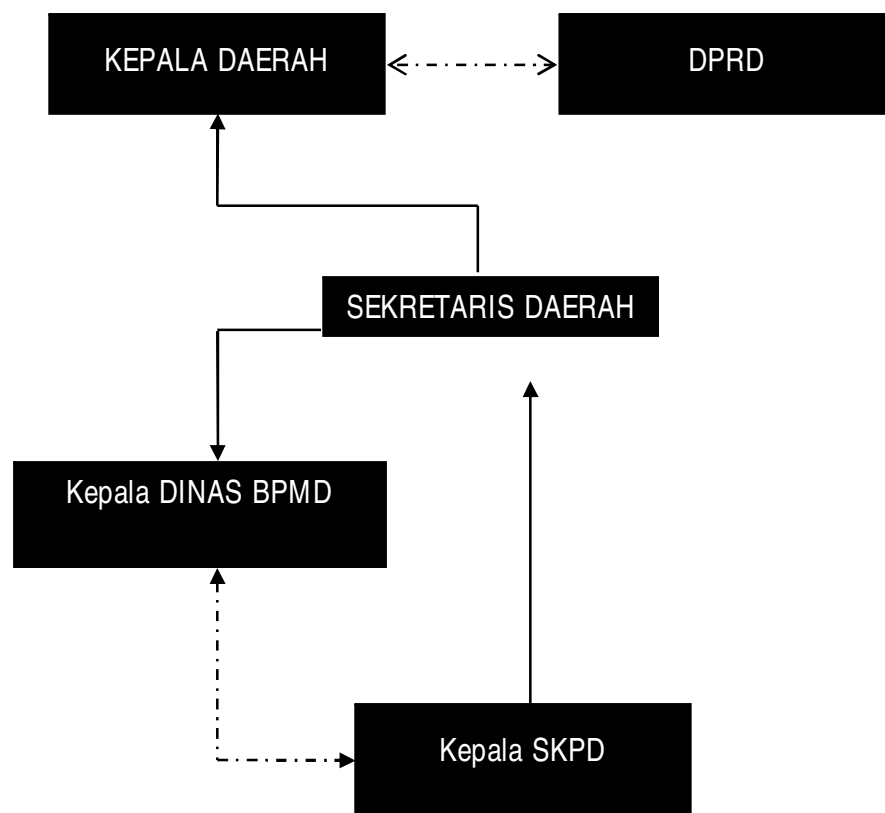 KEPALA DAERAH
DPRD
SEKRETARIS DAERAH
Kepala DINAS BPMD
Kepala SKPD